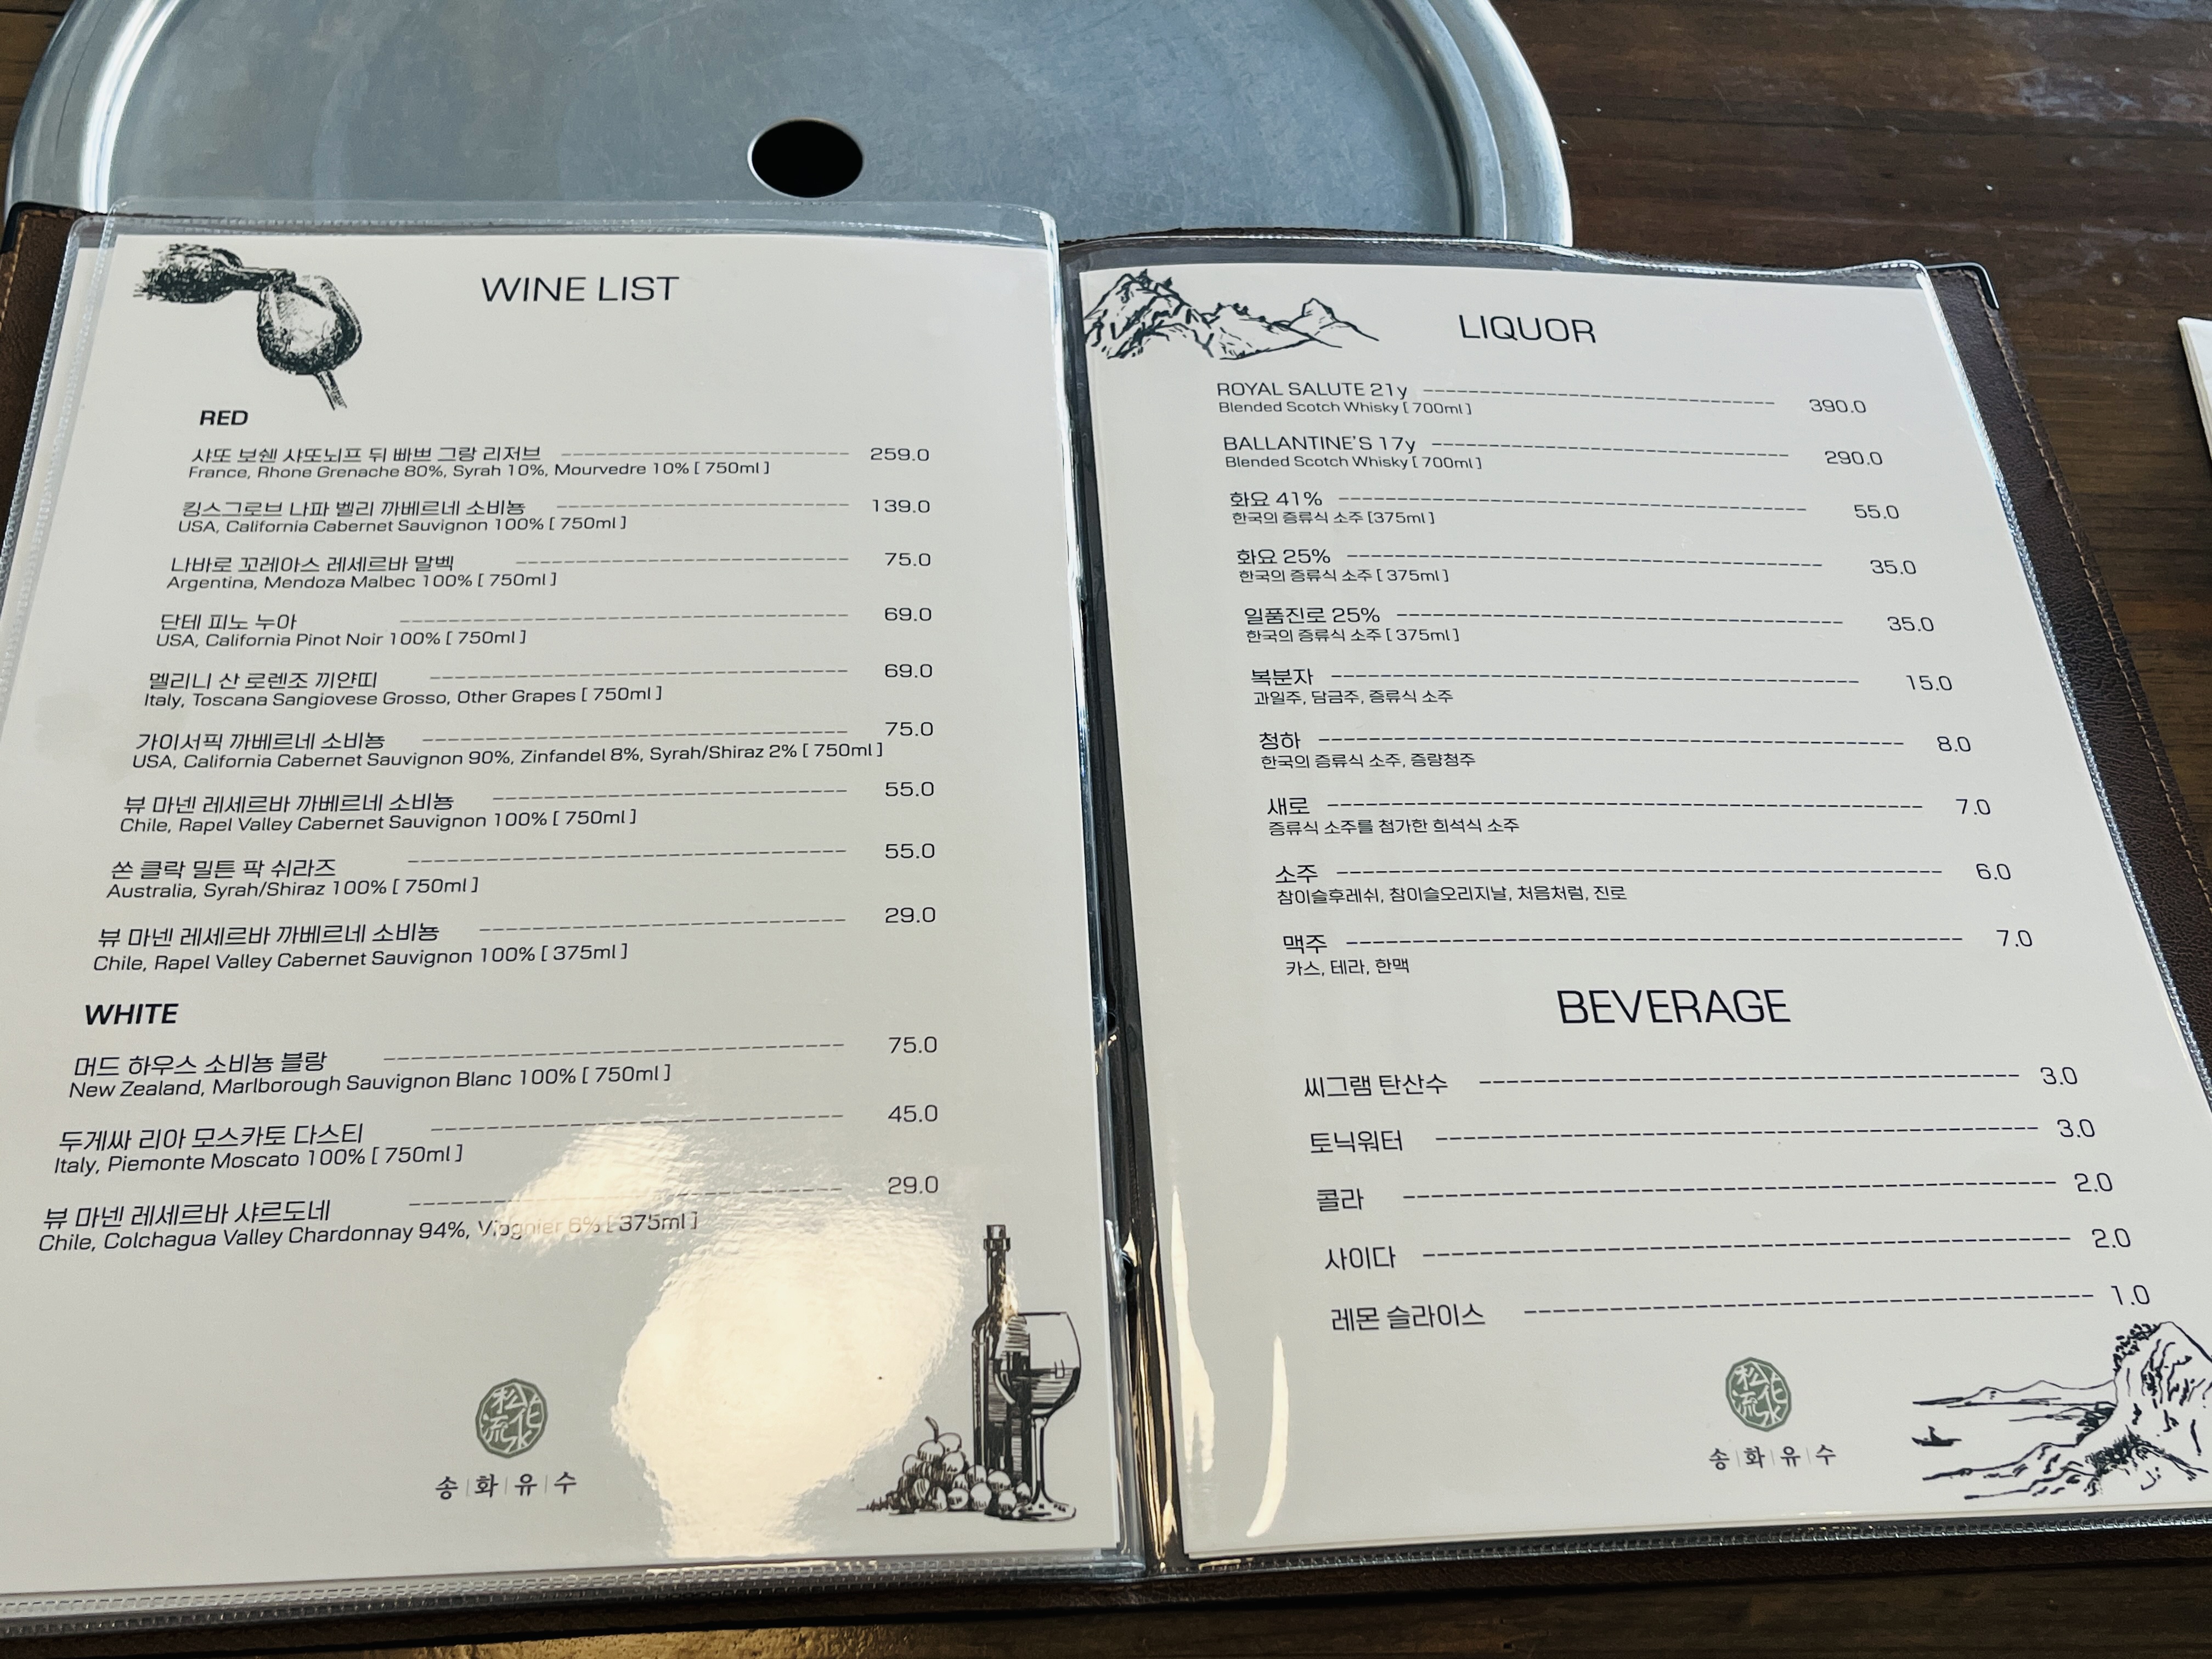 WINE LIST
RED
샤또 보쉔 샤또뇌프 뒤 빠쁘 그랑 리저브 259.0
France, Rhone Grenache 80%, Syrah 10%, Mourvedre 10% [ 750ml ]
킹스그로브 나파 벨리 까베르네 소비뇽 139.0
USA, California Cabernet Sauvignon 100% [ 750ml ]
나바로 꼬레아스 레세르바 말벡 75.0
Argentina, Mendoza Malbec 100% [ 750ml ]
단테 피노 누아 69.0
USA, California Pinot Noir 100% [ 750ml ]
멜리니 산 로렌조 끼얀띠 69.0
Italy, Toscana Sangiovese Grosso, Other Grapes [ 750ml ]
가이서픽 까베르네 소비뇽 75.0
USA, California Cabernet Sauvignon 90%, Zinfandel 8%, Syrah/Shiraz 2% [ 750ml ]
뷰 마넨 레세르바 까베르네 소비뇽 55.0
Chile, Rapel Valley Cabernet Sauvignon 100% [ 750ml ]
쏜 클락 밀튼 팍 쉬라즈 55.0
Australia, Syrah/Shiraz 100% [ 750ml ]
뷰 마넨 레세르바 까베르네 소비뇽 29.0
Chile, Rapel Valley Cabernet Sauvignon 100% [ 375ml ]
WHITE
머드 하우스 소비뇽 블랑 75.0
New Zealand, Marlborough Sauvignon Blanc 100% [ 750ml ]
두게싸 리아 모스카토 다스티 45.0
Italy, Piemonte Moscato 100% [ 750ml ]
뷰 마넨 레세르바 샤르도네 29.0
Chile, Colchagua Valley Chardonnay 94%, Viognier 6% [ 375ml ]
松花流水
송 화 유 수
LIQUOR
ROYAL SALUTE 21y 390.0
Blended Scotch Whisky [ 700ml ]
BALLANTINE'S 17y 290.0
Blended Scotch Whisky [ 700ml ]
화요 41% 55.0
한국의 증류식 소주 [375ml ]
화요 25% 35.0
한국의 증류식 소주 [ 375ml ]
일품진로 25% 35.0
한국의 증류식 소주 [ 375ml ]
복분자 15.0
과일주, 담금주, 증류식 소주
청하 8.0
한국의 증류식 소주, 증량청주
새로 7.0
증류식 소주를 첨가한 희석식 소주
소주 6.0
참이슬후레쉬, 참이슬오리지날, 처음처럼, 진로
맥주 7.0
카스, 테라, 한맥
BEVERAGE
씨그램 탄산수 3.0
토닉워터 3.0
콜라 2.0
사이다 2.0
레몬 슬라이스 1.0
松花流水
송 화 유 수